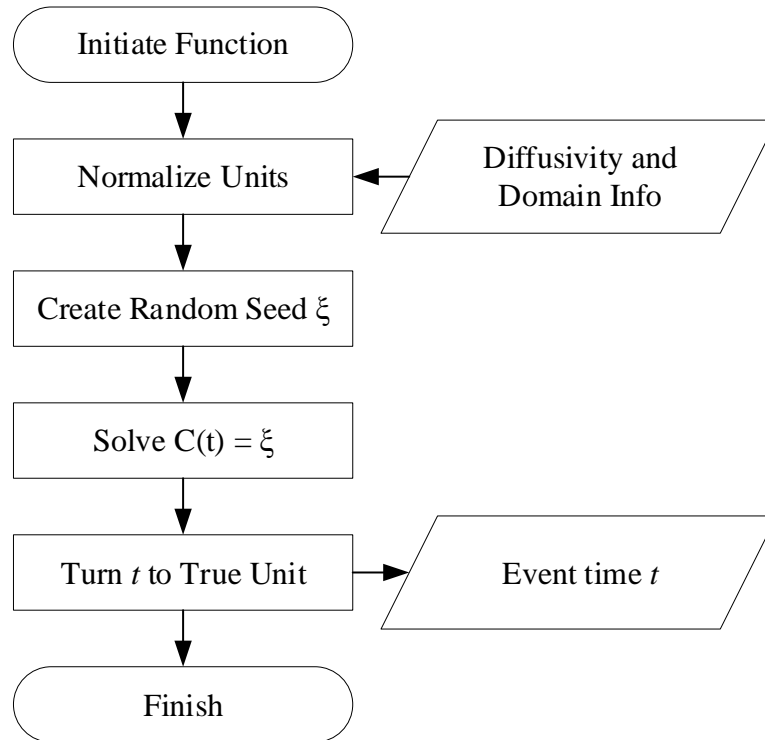 Initiate Function
Normalize Units
Diffusivity and
Domain Info
Create Random Seed ξ
Solve C(t) = ξ
Turn t to True Unit
Event time t
Finish